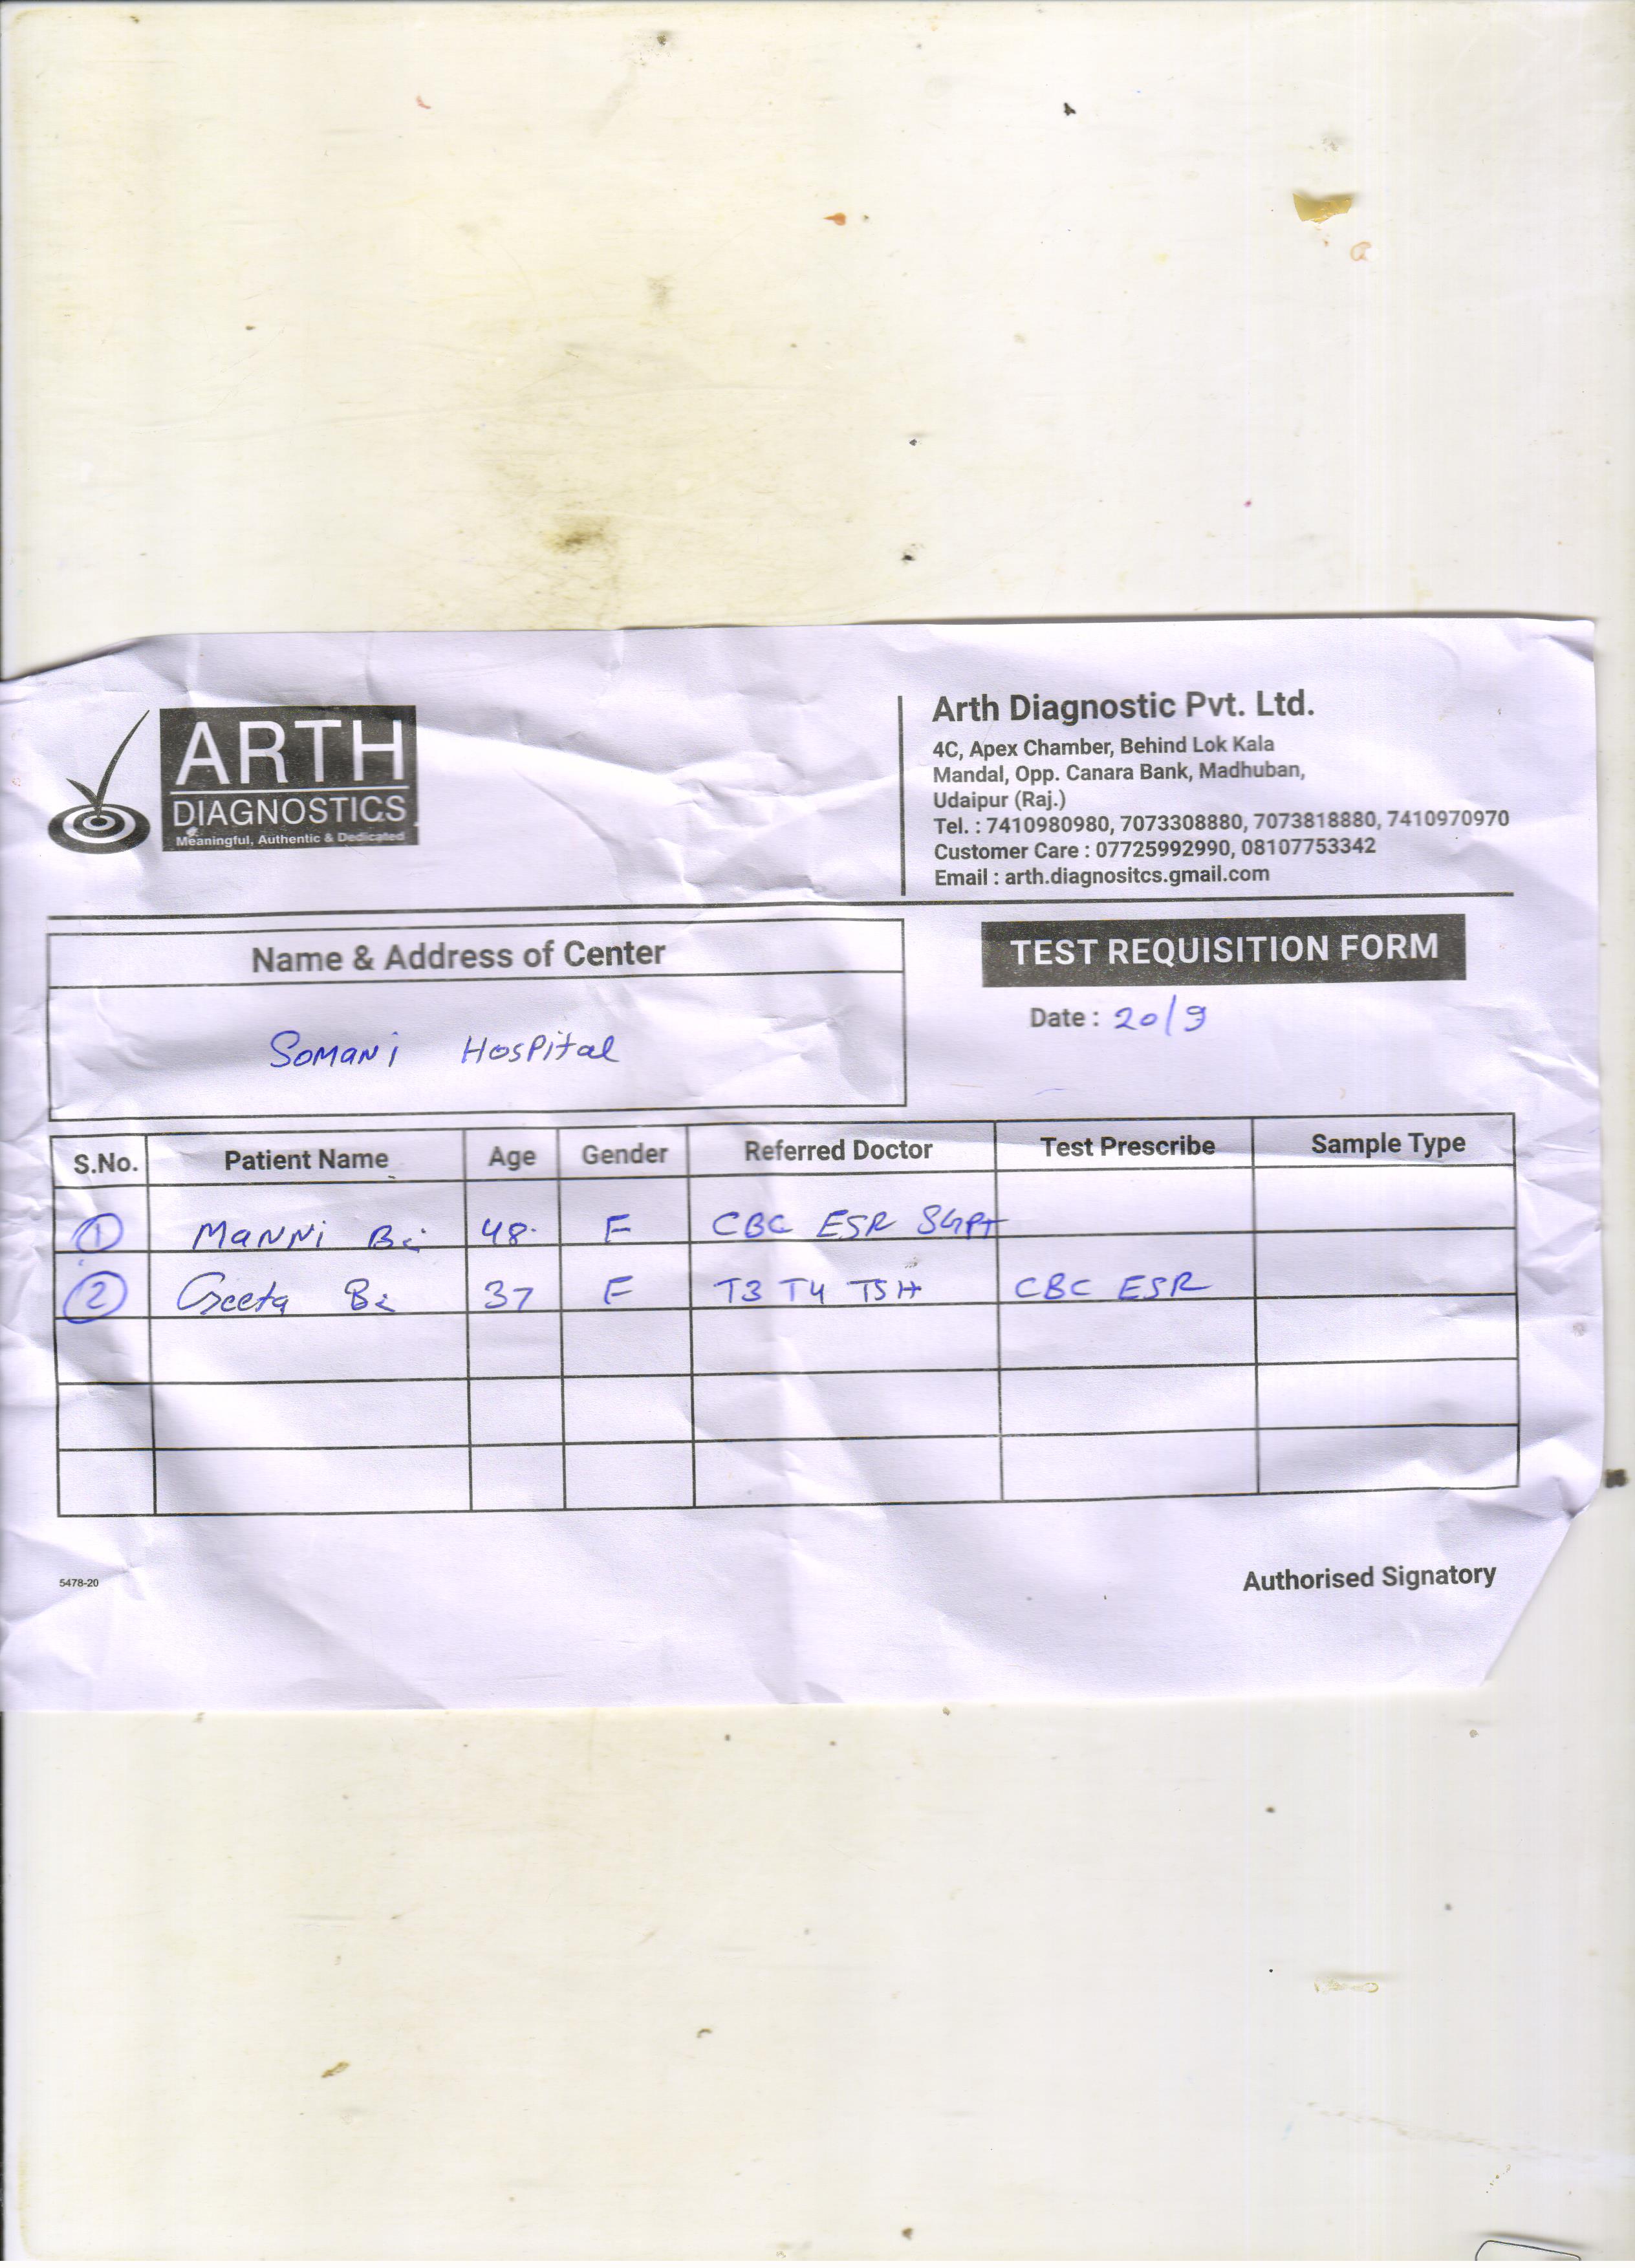 ARTH
DIAGNOSTICS
Meaningful, Authentic & Dedicated
Arth Diagnostic Pvt. Ltd.
4C, Apex Chamber, Behind Lok Kala
Mandal, Opp. Canara Bank, Madhuban,
Udaipur (Raj.)
Tel. : 7410980980, 7073308880, 7073818880, 7410970970
Customer Care : 07725992990, 08107753342
Email : arth.diagnositcs.gmail.com
Name & Address of Center
Somani Hospital
TEST REQUISITION FORM
Date : 20/9
S.No. Patient Name Age Gender Referred Doctor Test Prescribe Sample Type
1 Manni Bi 48 F CBC ESR SGPT
2 Geeta Bi 37 F T3 T4 TSH CBC ESR
5478-20
Authorised Signatory